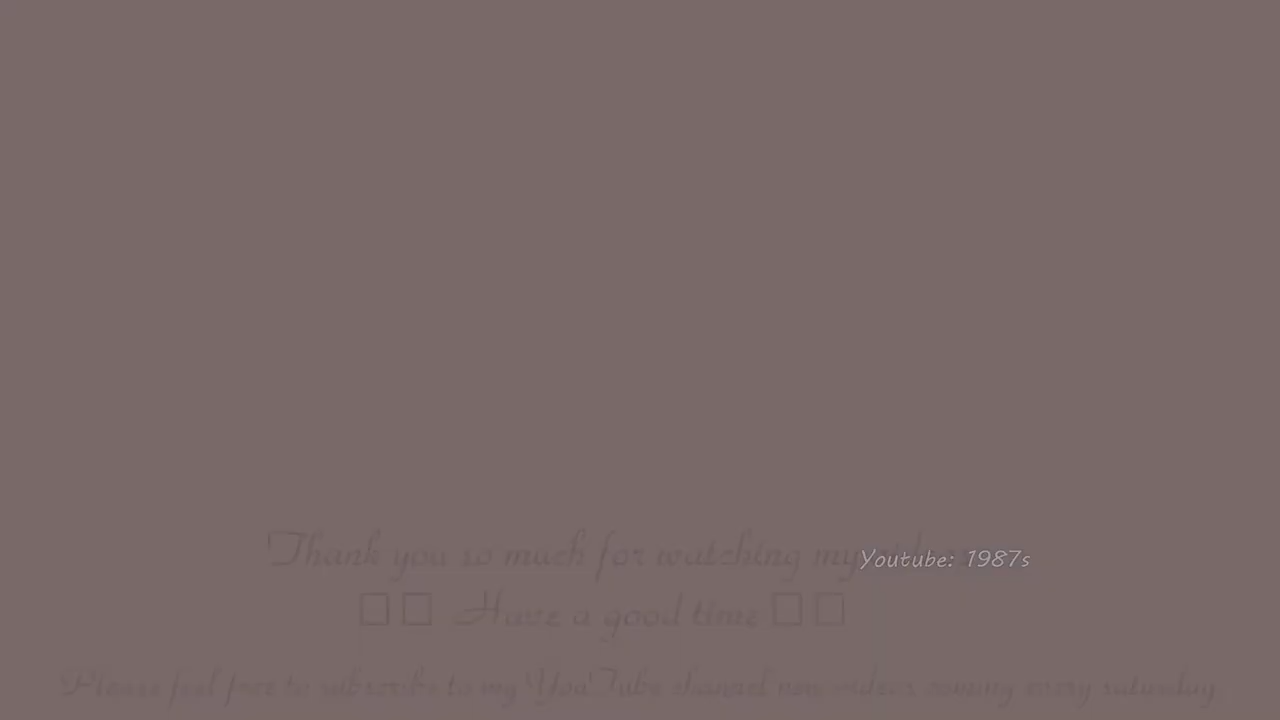 Thank you so much for watching my videos
Youtube: 1987s
Have a good time
Please feel free to subscribe to my YouTube channel new videos coming every saturday